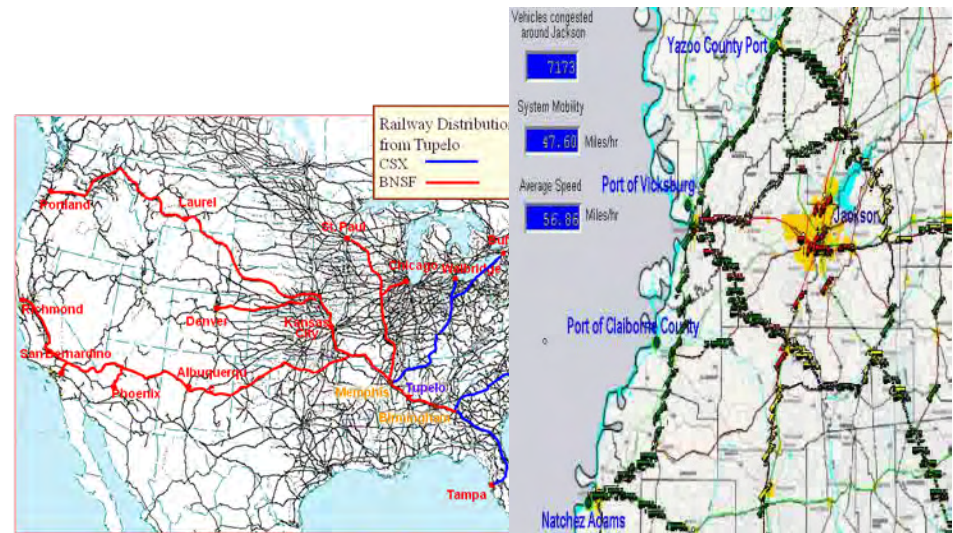 Railway Distributio
from Tupelo
CSX
BNSF
Portland
Laurel
St. Paul
Chicago
Richmond
Denver
Kansas
City
San Bernardino
Phoenix
Albuquerqu
Memphis
Tupelo
Birmingham
Tampa
Vehicles congested
around Jackson
7173
System Mobility
47.60 Miles/hr
Average Speed
56.86 Miles/hr
Yazoo County Port
Port of Vicksburg
Jackson
Port of Claiborne County
Natchez Adams